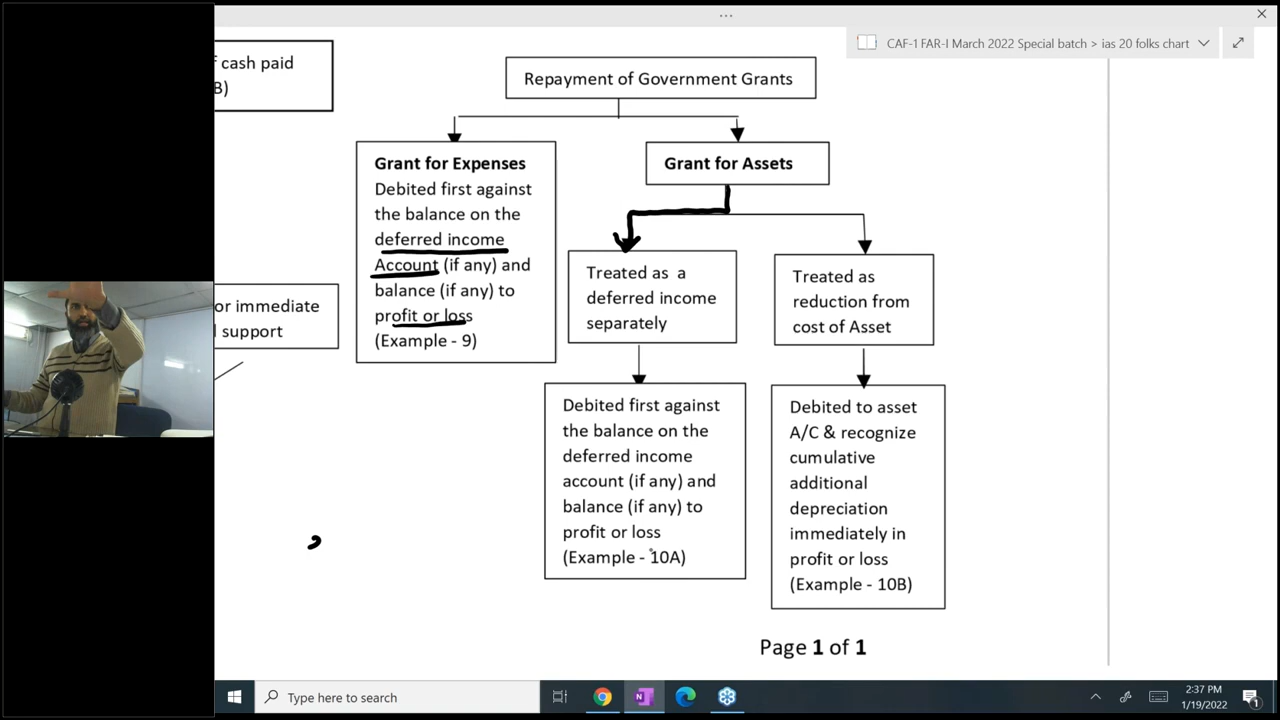 CAF-1 FAR-I March 2022 Special batch > ias 20 folks chart
cash paid
B)
or immediate
support
Repayment of Government Grants
Grant for Expenses
Debited first against
the balance on the
deferred income
Account (if any) and
balance (if any) to
profit or loss
(Example - 9)
Grant for Assets
Treated as a
deferred income
separately
Treated as
reduction from
cost of Asset
Debited first against
the balance on the
deferred income
account (if any) and
balance (if any) to
profit or loss
(Example - 10A)
Debited to asset
A/C & recognize
cumulative
additional
depreciation
immediately in
profit or loss
(Example - 10B)
Page 1 of 1
Type here to search
2:37 PM
1/19/2022
1